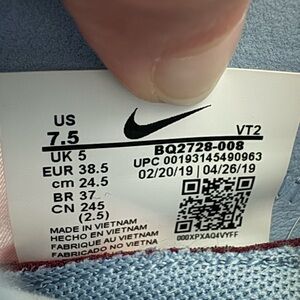 US
7.5
VT2
UK 5
BQ2728-008
EUR 38.5
UPC 00193145490963
cm 24.5
02/20/19 | 04/26/19
BR 37
CN 245
(2.5)
MADE IN VIETNAM
HECHO EN VIETNAM
FABRIQUE AU VIETNAM
FABRICADO NO VIETNA